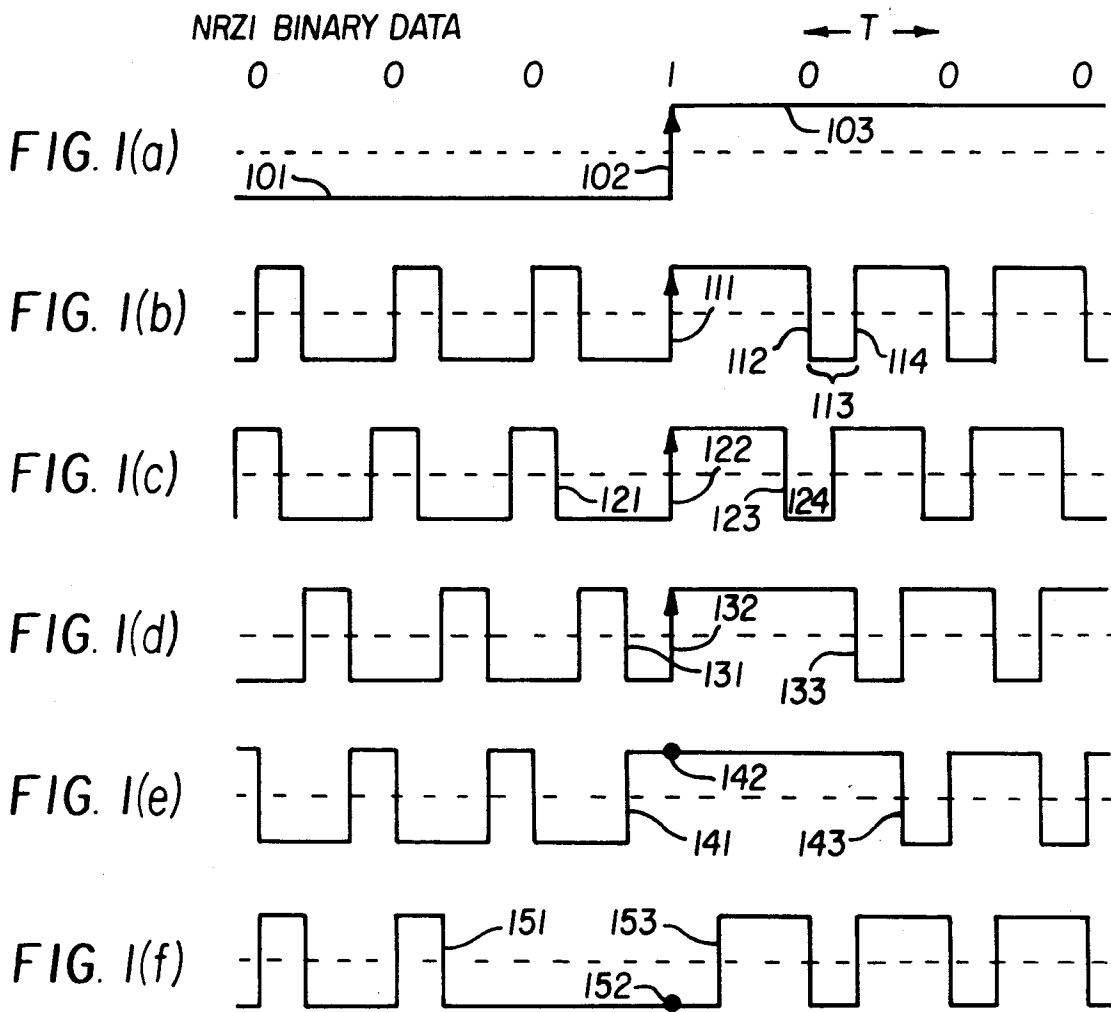 NRZI BINARY DATA T
0 0 0 1 0 0 0
FIG. 1(a) 101 102 103
FIG. 1(b) 111 112 114
113
FIG. 1(c) 121 122 123 124
FIG. 1(d) 131 132 133
FIG. 1(e) 141 142 143
FIG. 1(f) 151 152 153